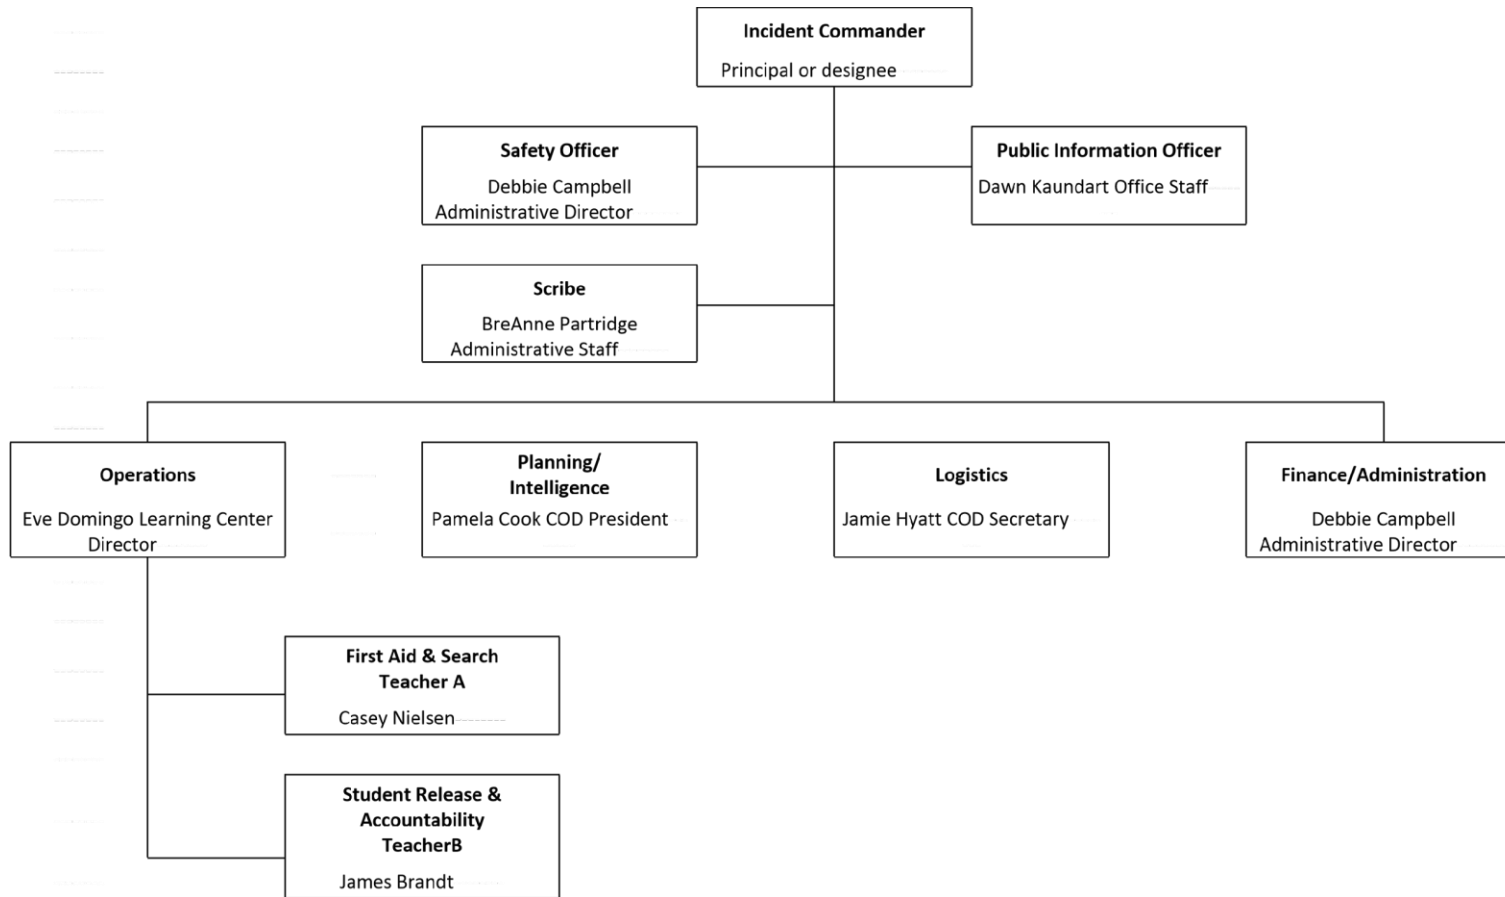 Incident Commander
Principal or designee
Safety Officer
Debbie Campbell
Administrative Director
Public Information Officer
Dawn Kaundart Office Staff
Scribe
BreAnne Partridge
Administrative Staff
Operations
Eve Domingo Learning Center
Director
Planning/
Intelligence
Pamela Cook COD President
Logistics
Jamie Hyatt COD Secretary
Finance/Administration
Debbie Campbell
Administrative Director
First Aid & Search
Teacher A
Casey Nielsen
Student Release &
Accountability
TeacherB
James Brandt